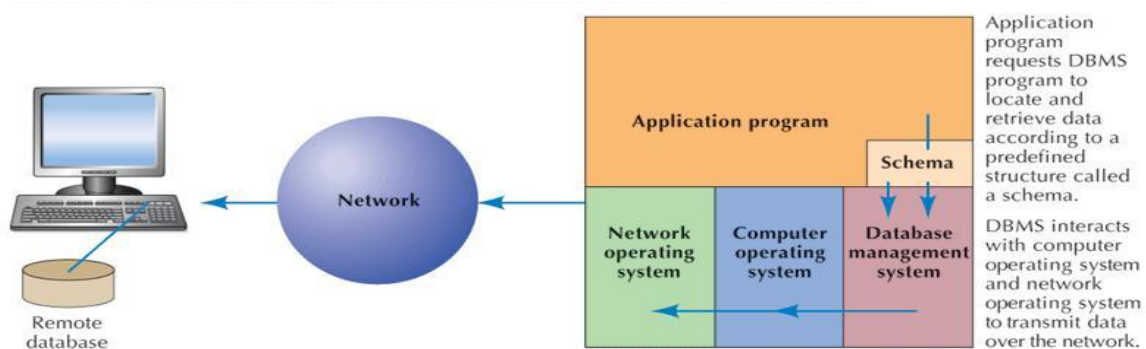 Application
program
requests DBMS
program to
locate and
retrieve data
according to a
predefined
structure called
a schema.
DBMS interacts
with computer
operating system
and network
operating system
to transmit data
over the network.
Application program
Schema
Network
Network
operating
system
Computer
operating
system
Database
management
system
Remote
database